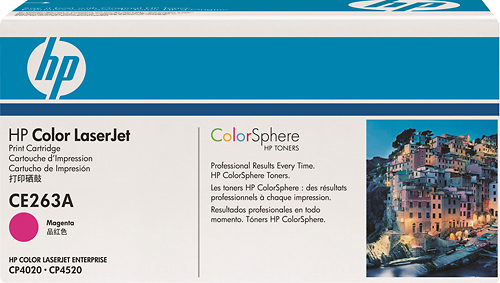 hp
HP Color LaserJet
Print Cartridge
Cartouche d'Impression
Cartucho de Impresión
打印硒鼓
CE263A
Magenta
品红色
HP COLOR LASERJET ENTERPRISE
CP4020 · CP4520
ColorSphere
HP TONERS
Professional Results Every Time.
HP ColorSphere Toners.
Les toners HP ColorSphere : des résultats
professionnels à chaque impression.
Resultados profesionales en todo
momento. Tóners HP ColorSphere.